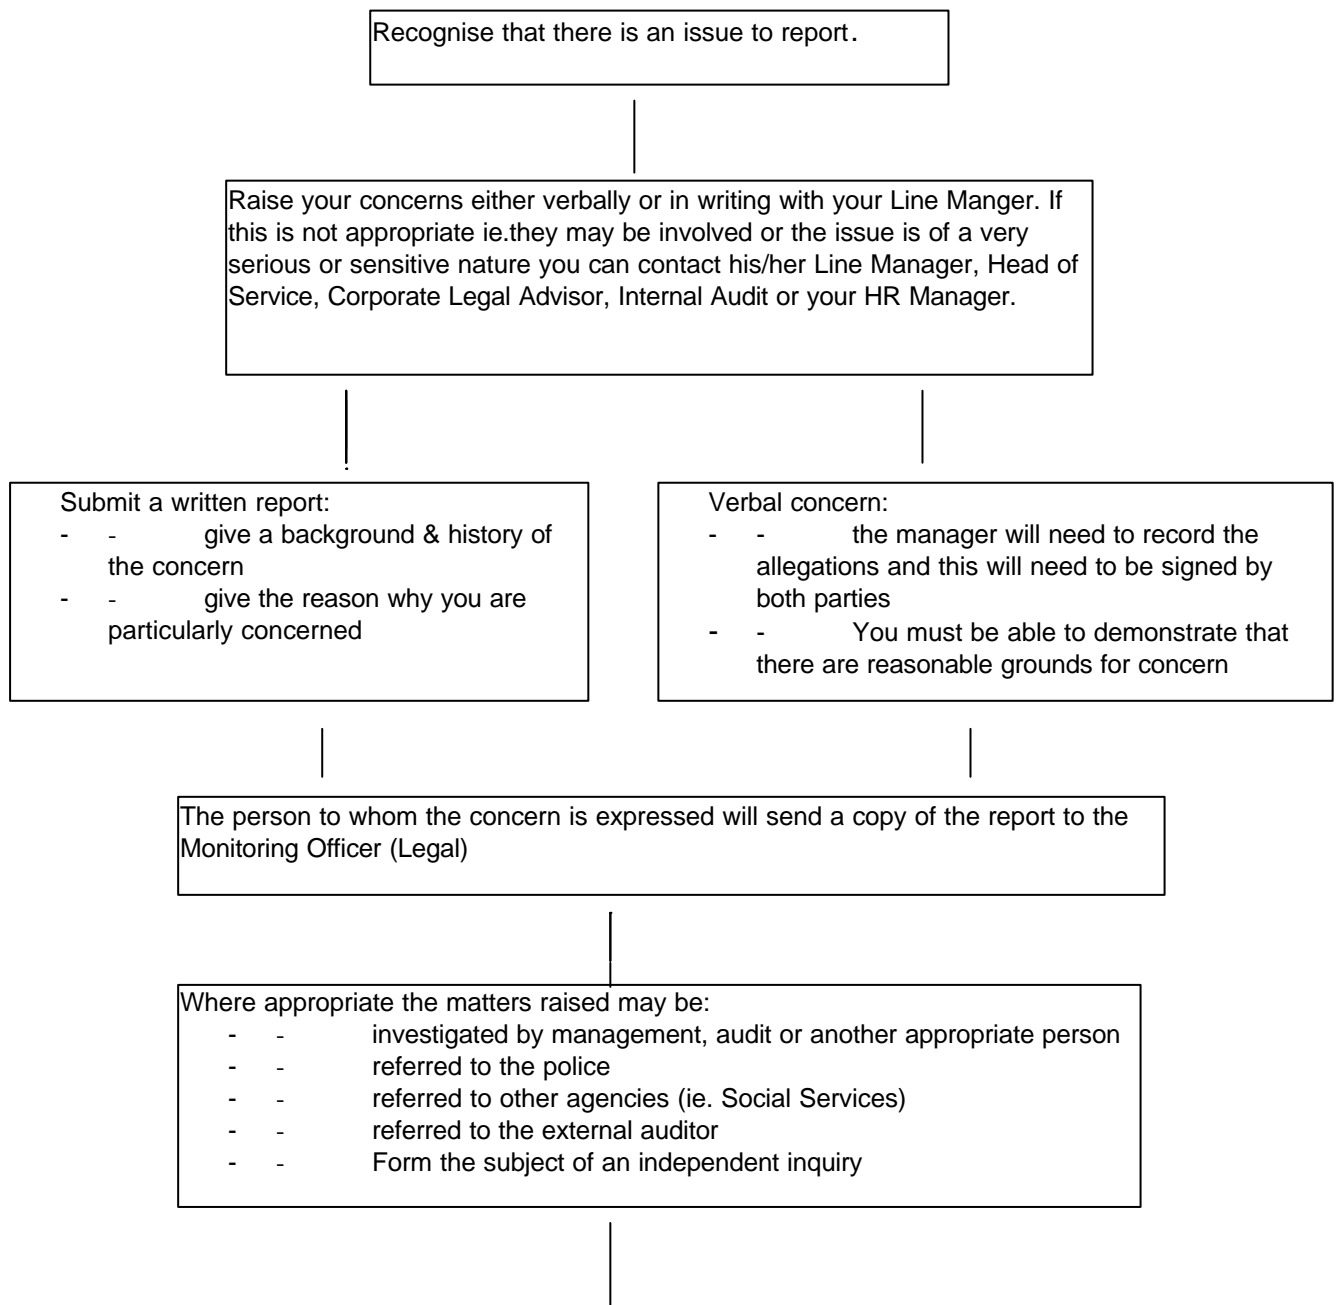 Recognise that there is an issue to report.
Raise your concerns either verbally or in writing with your Line Manger. If
this is not appropriate ie.they may be involved or the issue is of a very
serious or sensitive nature you can contact his/her Line Manager, Head of
Service, Corporate Legal Advisor, Internal Audit or your HR Manager.
Submit a written report:
- - give a background & history of
the concern
- - give the reason why you are
particularly concerned
Verbal concern:
- - the manager will need to record the
allegations and this will need to be signed by
both parties
- - You must be able to demonstrate that
there are reasonable grounds for concern
The person to whom the concern is expressed will send a copy of the report to the
Monitoring Officer (Legal)
Where appropriate the matters raised may be:
- - investigated by management, audit or another appropriate person
- - referred to the police
- - referred to other agencies (ie. Social Services)
- - referred to the external auditor
- - Form the subject of an independent inquiry